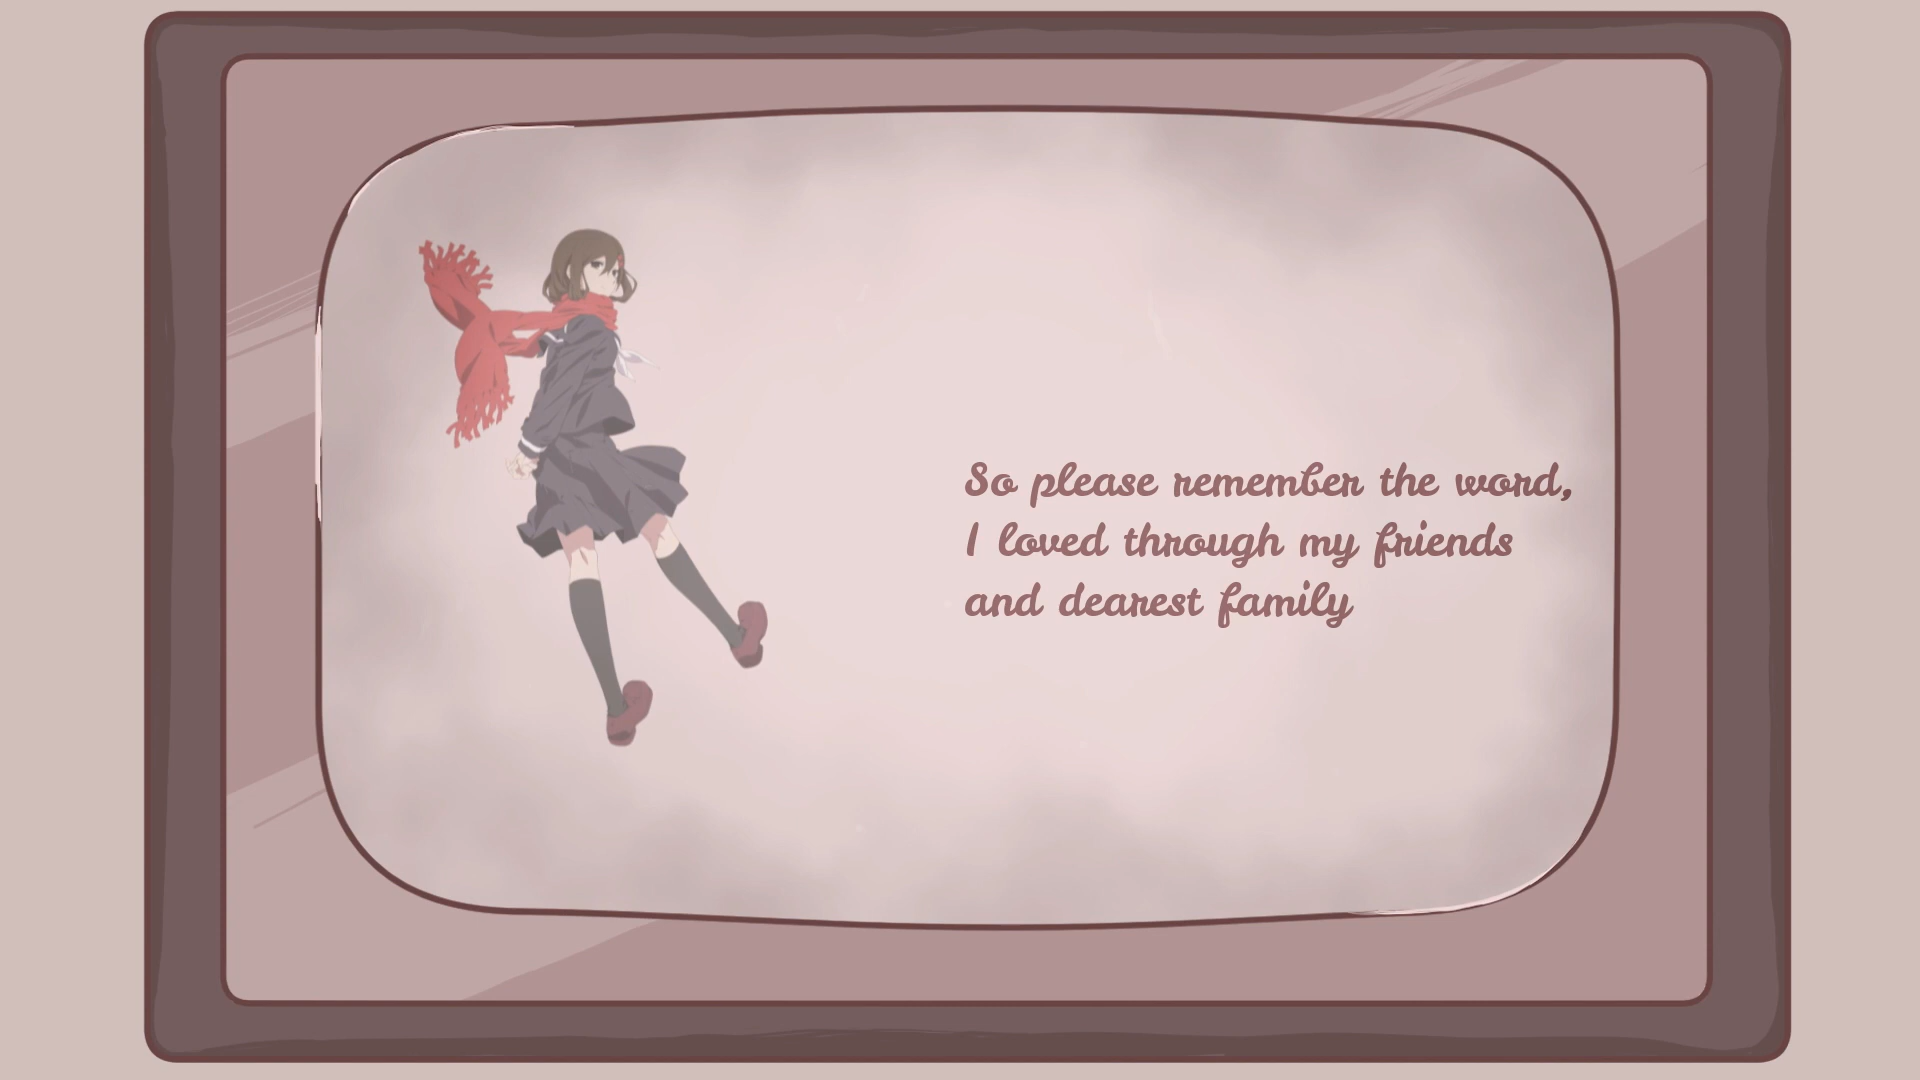 So please remember the word,
I loved through my friends
and dearest family